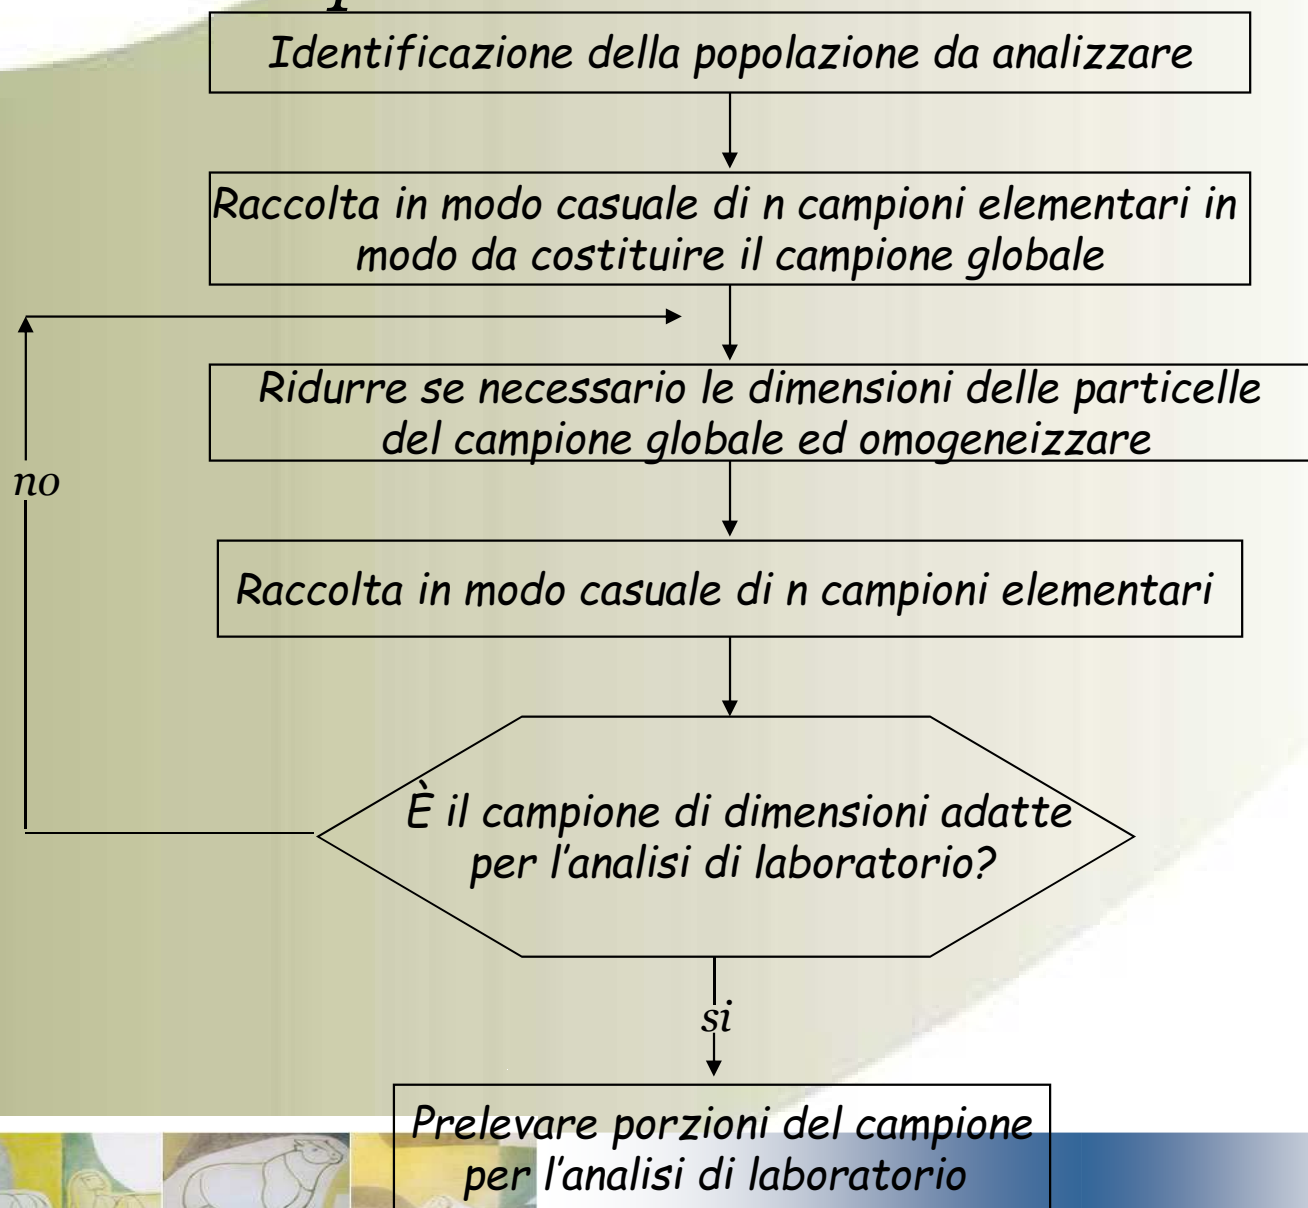 Identificazione della popolazione da analizzare
Raccolta in modo casuale di n campioni elementari in
modo da costituire il campione globale
Ridurre se necessario le dimensioni delle particelle
del campione globale ed omogeneizzare
no
Raccolta in modo casuale di n campioni elementari
È il campione di dimensioni adatte
per l'analisi di laboratorio?
si
Prelevare porzioni del campione
per l'analisi di laboratorio